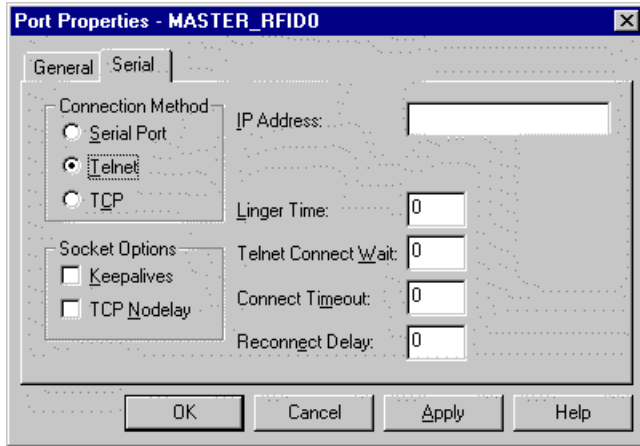 Port Properties - MASTER_RFID0
General Serial
Connection Method
Serial Port
Telnet
TCP
IP Address:
Linger Time: 0
Socket Options
Telnet Connect Wait: 0
Keepalives
TCP Nodelay
Connect Timeout: 0
Reconnect Delay: 0
OK Cancel Apply Help